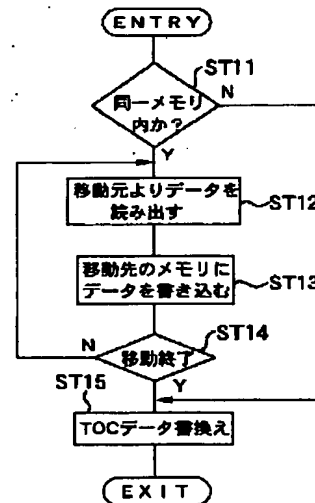 ENTRY
ST11
同一メモリ
内か?
N
Y
移動元よりデータを
読み出す
ST12
移動先のメモリに
データを書き込む
ST13
ST14
N
移動終了
Y
ST15
TOCデータ書換え
EXIT